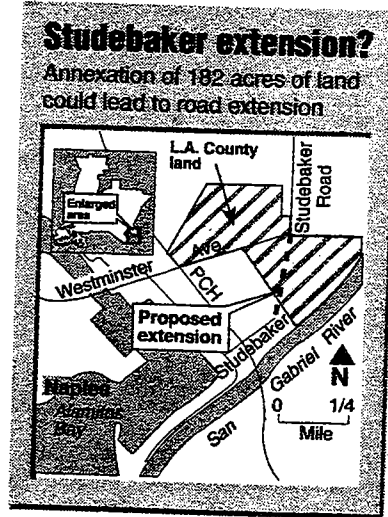 Studebaker extension?
Annexation of 182 acres of land
could lead to road extension
L.A. County
land
Studebaker
Road
Enlarged
area
Ave.
Westminster
PCH
Proposed
extension
Studebaker
San Gabriel River
N
0 1/4
Mile
Naples
Alamitos
Bay